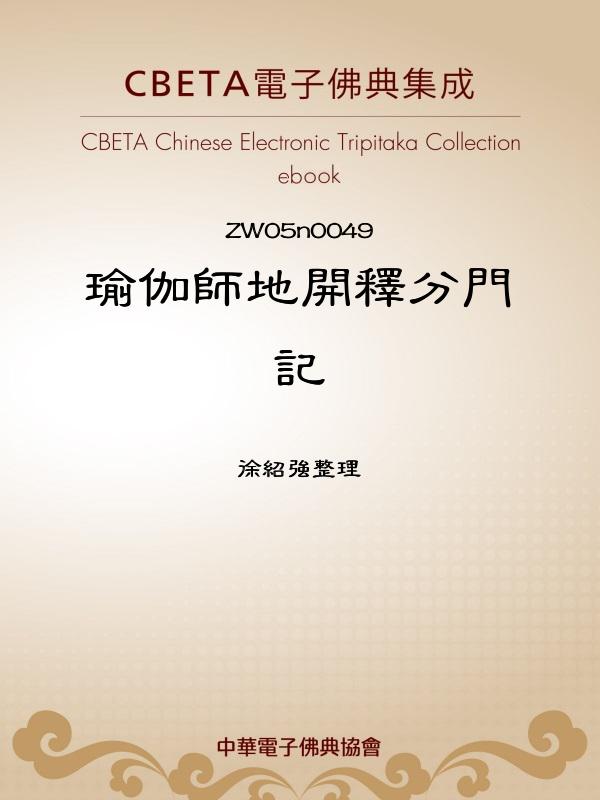 CBETA電子佛典集成
CBETA Chinese Electronic Tripitaka Collection
ebook
ZW05n0049
瑜伽師地開釋分門
記
徐紹強整理
中華電子佛典協會